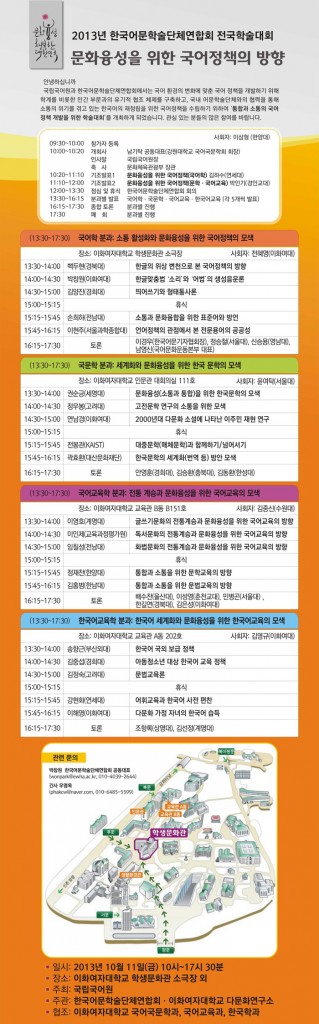 2013년 한국어문학술단체연합회 전국학술대회
문화융성을 위한 국어정책의 방향
안녕하십니까
국립국어원과 한국어문학술단체연합회에서는 국어 환경의 변화에 맞춘 국어 정책을 개발하기 위해
학계를 비롯한 민간 부문과의 유기적 협조 체제를 구축하고, 국내 어문학술단체와의 협력을 통해
소통의 위기를 겪고 있는 한국어의 재정립을 위한 국어정책을 수립하기 위하여 '통합과 소통의 국어
정책 개발을 위한 학술대회'를 개최하게 되었습니다. 관심 있는 분들의 많은 참여를 바랍니다.
사회자: 이상형 (한양대)
09:30~10:00 참가자 등록
10:00~10:20 개회사 남기탁 공동대표(강원대학교 국어국문학회 회장)
인사말 국립국어원장
축 사 문화체육관광부 장관
10:20~11:10 기조발표1 문화융성을 위한 국어정책(국어학) 김하수(연세대)
11:10~12:00 기조발표2 문화융성을 위한 국어정책(문학·국어교육) 박인기(경인교대)
12:00~13:30 점심 및 휴식 한국어문학술단체연합회 회의
13:30~16:15 분과별 발표 국어학·국문학·국어교육·한국어교육 (각 5개씩 발표)
16:15~17:30 종합 토론 분과별 진행
17:30 폐 회 분과별 진행
(13:30~17:30) 국어학 분과: 소통 활성화와 문화융성을 위한 국어정책의 모색
장소: 이화여자대학교 학생문화관 소극장 사회자: 전혜영(이화여대)
13:30~14:00 백두현(경북대) 한글의 위상 변천으로 본 국어정책의 방향
14:00~14:30 박창원(이화여대) 한글맞춤법 '소리'와 '어법'의 생성음운론
14:30~15:00 김양진(경희대) 띄어쓰기와 형태통사론
15:00~15:15 휴식
15:15~15:45 손희하(전남대) 소통과 문화융합을 위한 표준어와 방언
15:45~16:15 이현주(서울과학종합대) 언어정책의 관점에서 본 전문용어의 공공성
16:15~17:30 토론 이경우(한국어문기자협회장), 정승철(서울대), 신승용(영남대),
남영신(국어문화운동본부 대표)
(13:30~17:30) 국문학 분과: 세계화와 문화융성을 위한 한국 문학의 모색
장소: 이화여자대학교 인문관 대회의실 111호 사회자: 윤여탁(서울대)
13:30~14:00 권순긍(세명대) 문화융성(소통과 통합)을 위한 한국문학의 모색
14:00~14:30 정우봉(고려대) 고전문학 연구의 소통을 위한 모색
14:30~15:00 연남경(이화여대) 2000년대 다문화 소설에 나타난 이주민 재현 연구
15:00~15:15 휴식
15:15~15:45 전봉관(KAIST) 대중문학(매체문학)과 함께하기/넘어서기
15:45~16:15 곽효환(대산문화재단) 한국문학의 세계화(번역 등) 방안 모색
16:15~17:30 토론 안영훈(경희대), 김승환(충북대), 김동환(한성대)
(13:30~17:30) 국어교육학 분과: 전통 계승과 문화융성을 위한 국어교육의 모색
장소: 이화여자대학교 교육관 B동 B151호 사회자: 김중신(수원대)
13:30~14:00 이영호(계명대) 글쓰기문화의 전통계승과 문화융성을 위한 국어교육의 방향
14:00~14:30 이인제(교육과정평가원) 독서문화의 전통계승과 문화융성을 위한 국어교육의 방향
14:30~15:00 임칠성(전남대) 화법문화의 전통계승과 문화융성을 위한 국어교육의 방향
15:00~15:15 휴식
15:15~15:45 정재찬(한양대) 통합과 소통을 위한 문학교육의 방향
15:45~16:15 김홍범(한남대) 통합과 소통을 위한 문법교육의 방향
16:15~17:30 토론 배수찬(울산대), 이성영(춘천교대), 민병곤(서울대),
한길연(경북대), 김은성(이화여대)
(13:30~17:30) 한국어교육학 분과: 한국어 세계화와 문화융성을 위한 한국어교육의 모색
장소: 이화여자대학교 교육관 A동 202호 사회자: 김영규(이화여대)
13:30~14:00 송향근(부산외대) 한국어 국외 보급 정책
14:00~14:30 김중섭(경희대) 아동청소년 대상 한국어 교육 정책
14:30~15:00 김정숙(고려대) 문법교육론
15:00~15:15 휴식
15:15~15:45 강현화(연세대) 어휘교육과 한국어 사전 편찬
15:45~16:15 이해영(이화여대) 다문화 가정 자녀의 한국어 습득
16:15~17:30 토론 조항록(상명대), 김선정(계명대)
관련 문의
박창원 한국어문학술단체연합회 공동대표
(wonpark@ewha.ac.kr, 010-4039-2644)
간사 우영욱
(phakcw@naver.com, 010-6485-5599)
북문
교육관 A동
교육관 B동
후문
학생문화관
생활환경관
서문
정문
• 일시: 2013년 10월 11일(금) 10시~17시 30분
• 장소: 이화여자대학교 학생문화관 소극장 외
• 주최: 국립국어원
• 주관: 한국어문학술단체연합회 · 이화여자대학교 다문화연구소
• 협조: 이화여자대학교 국어국문학과, 국어교육과, 한국학과